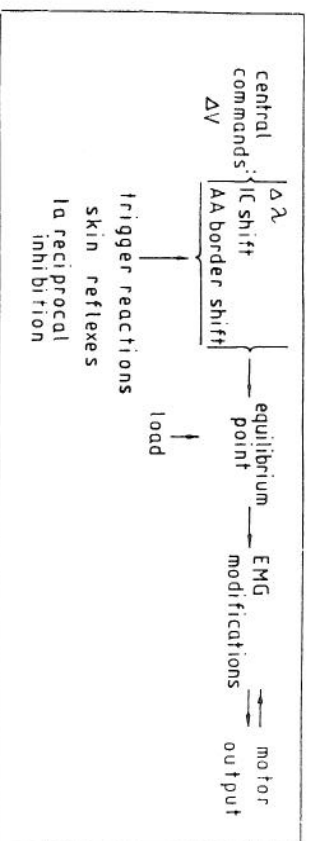 central
commands:
ΔV
Δλ
IC shift
AA border shift
trigger reactions
skin reflexes
Ia reciprocal
inhibition
equilibrium
point
load
EMG
modifications
motor
output